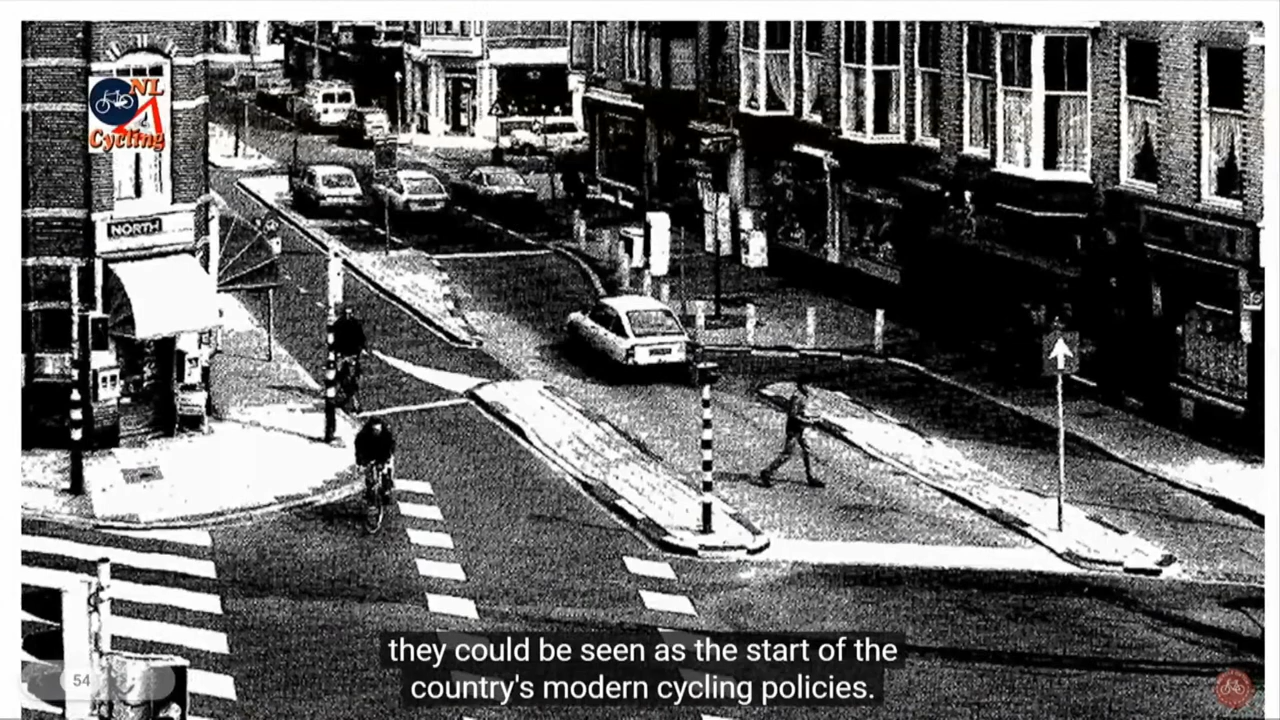 NL
Cycling
NORTH
54
they could be seen as the start of the
country's modern cycling policies.